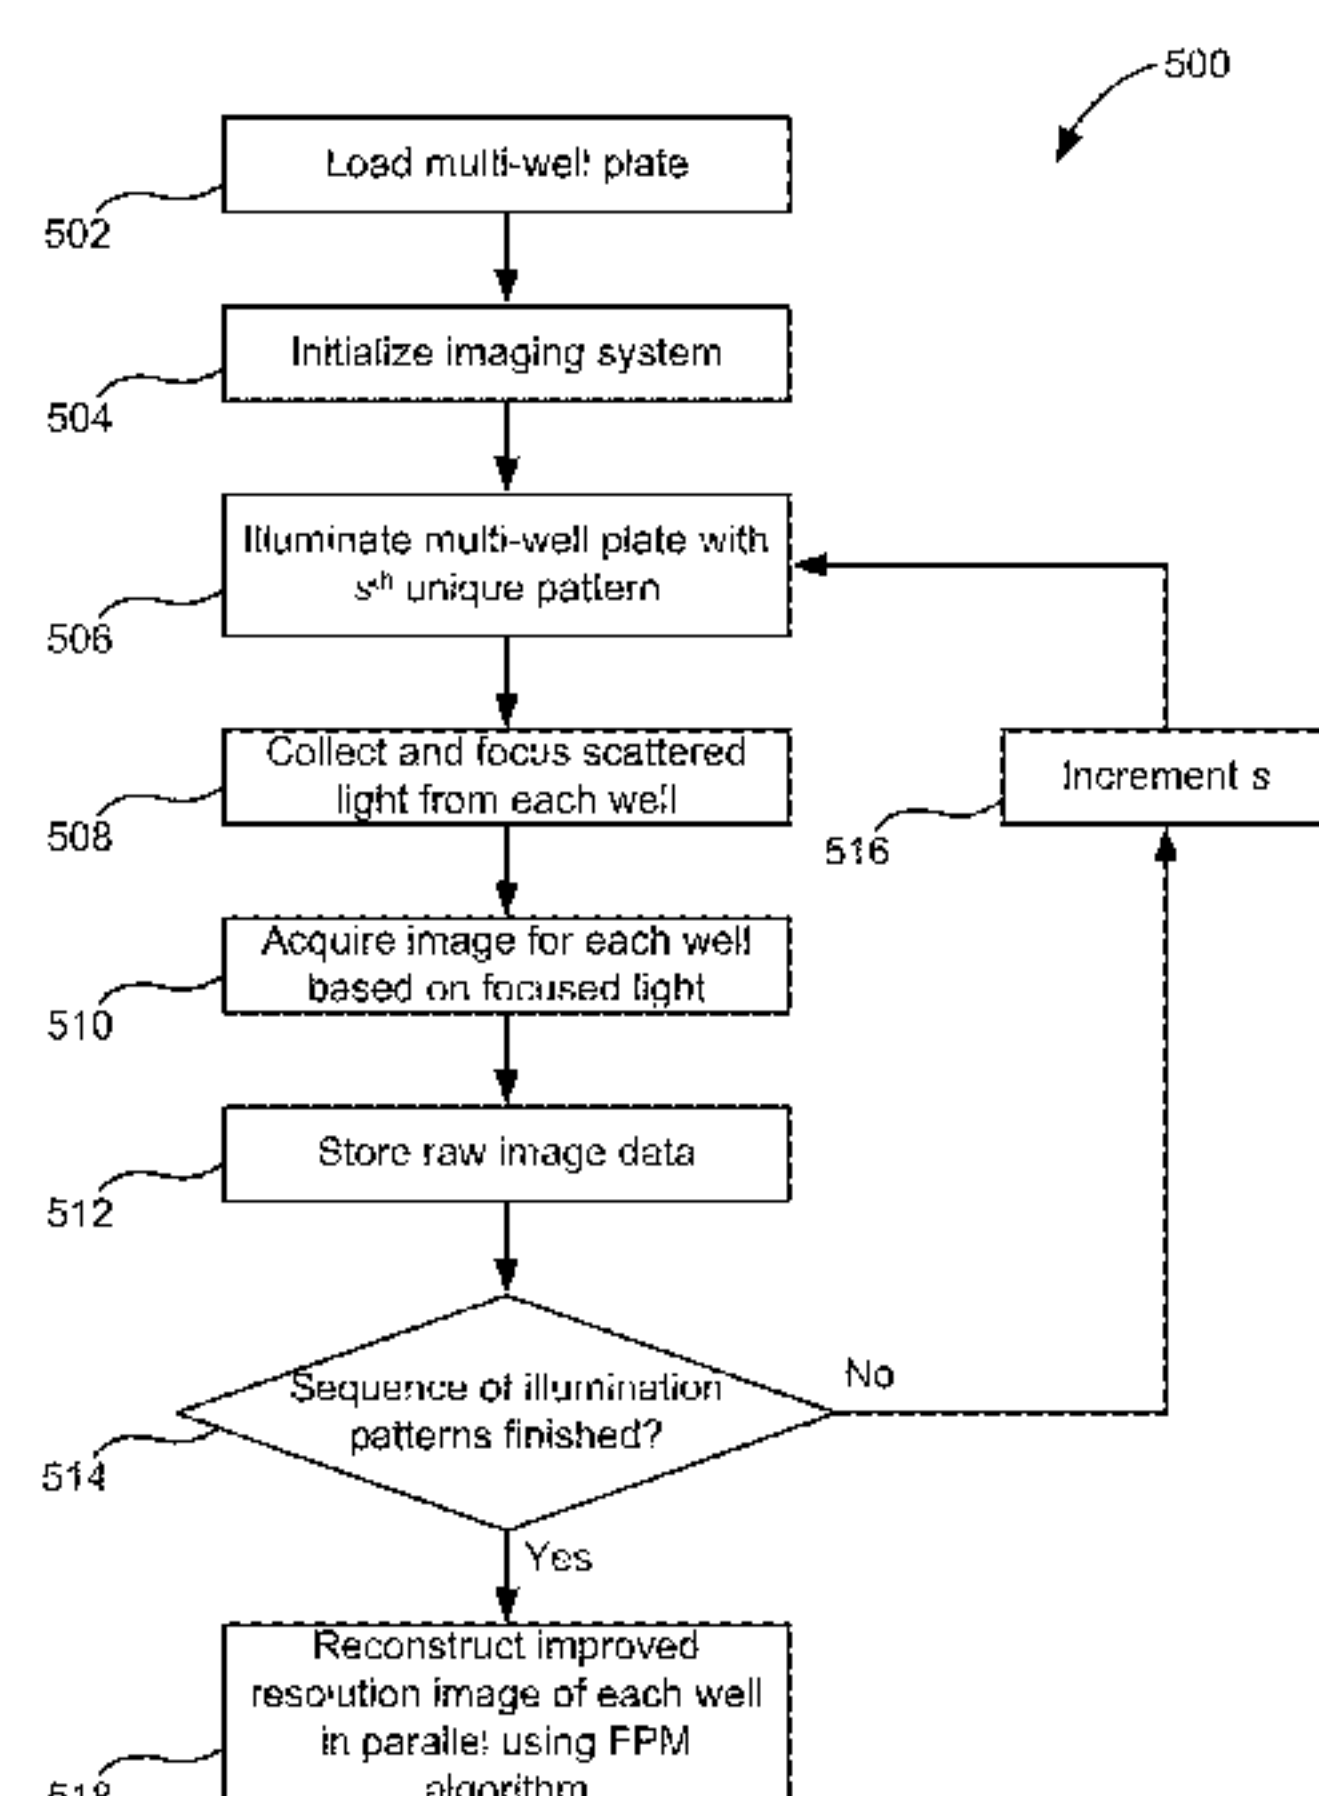 500
Load multi-well plate
502
Initialize imaging system
504
Illuminate multi-well plate with
sth unique pattern
506
Collect and focus scattered
light from each well
508
Increment s
516
Acquire image for each well
based on focused light
510
Store raw image data
512
Sequence of illumination
patterns finished?
No
514
Yes
Reconstruct improved
resolution image of each well
in parallel using FPM
algorithm
518